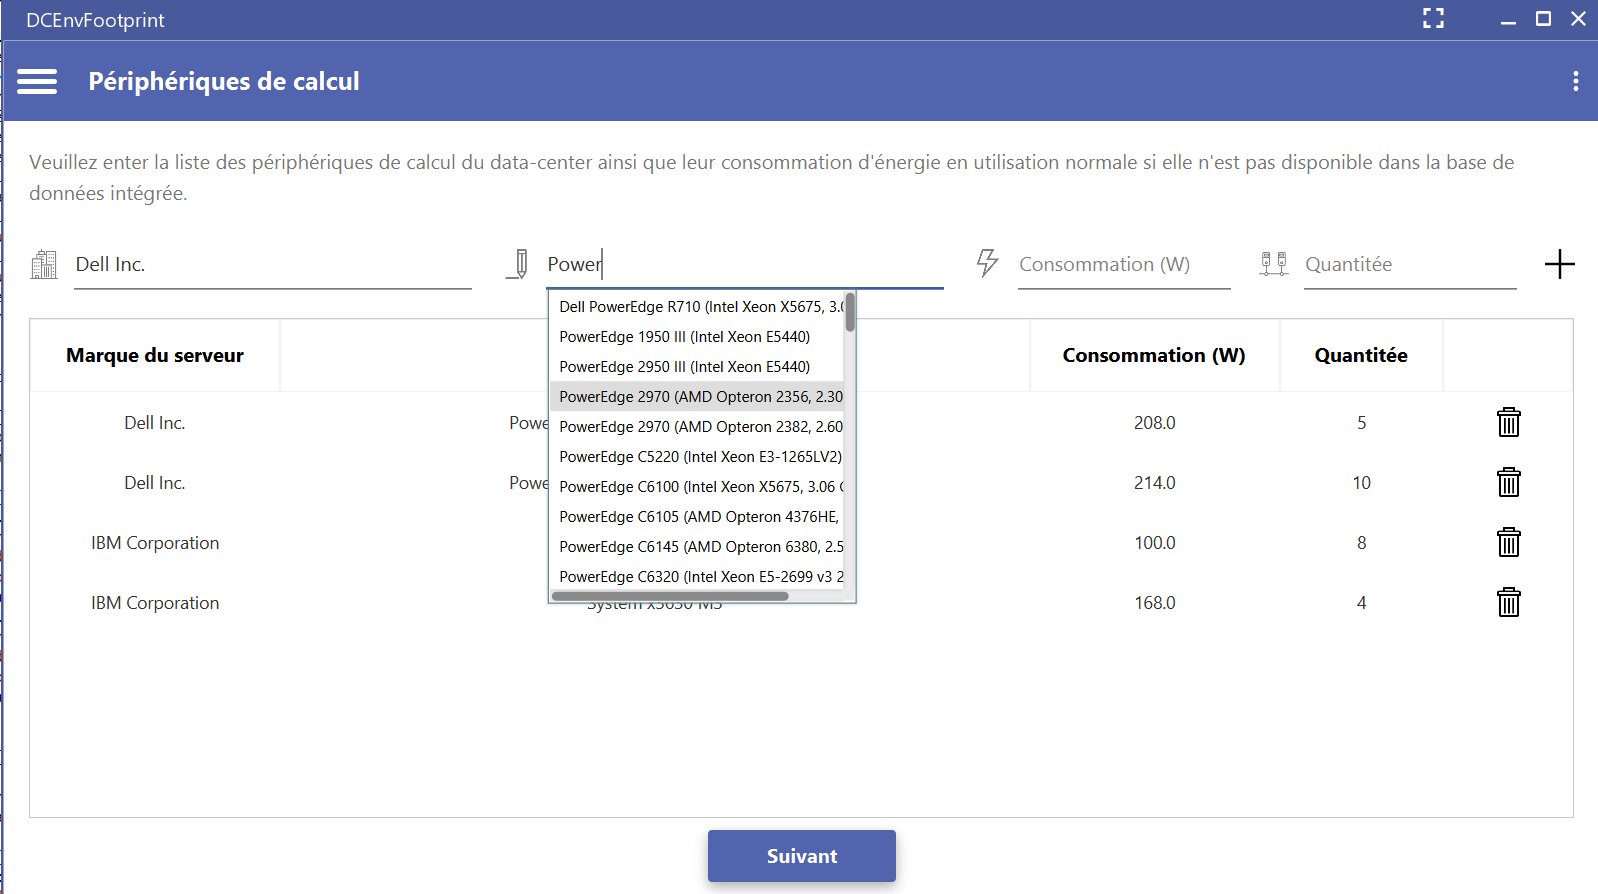 DCEnvFootprint
Périphériques de calcul
Veuillez enter la liste des périphériques de calcul du data-center ainsi que leur consommation d'énergie en utilisation normale si elle n'est pas disponible dans la base de
données intégrée.
Dell Inc. Power Consommation (W) Quantitée
Dell PowerEdge R710 (Intel Xeon X5675, 3.0
PowerEdge 1950 III (Intel Xeon E5440)
PowerEdge 2950 III (Intel Xeon E5440)
PowerEdge 2970 (AMD Opteron 2356, 2.30
PowerEdge 2970 (AMD Opteron 2382, 2.60
PowerEdge C5220 (Intel Xeon E3-1265LV2)
PowerEdge C6100 (Intel Xeon X5675, 3.06
PowerEdge C6105 (AMD Opteron 4376HE,
PowerEdge C6145 (AMD Opteron 6380, 2.5
PowerEdge C6320 (Intel Xeon E5-2699 v3 2
Marque du serveur Consommation (W) Quantitée
Dell Inc. Powe 208.0 5
Dell Inc. Powe 214.0 10
IBM Corporation 100.0 8
IBM Corporation System x3650 M3 168.0 4
Suivant